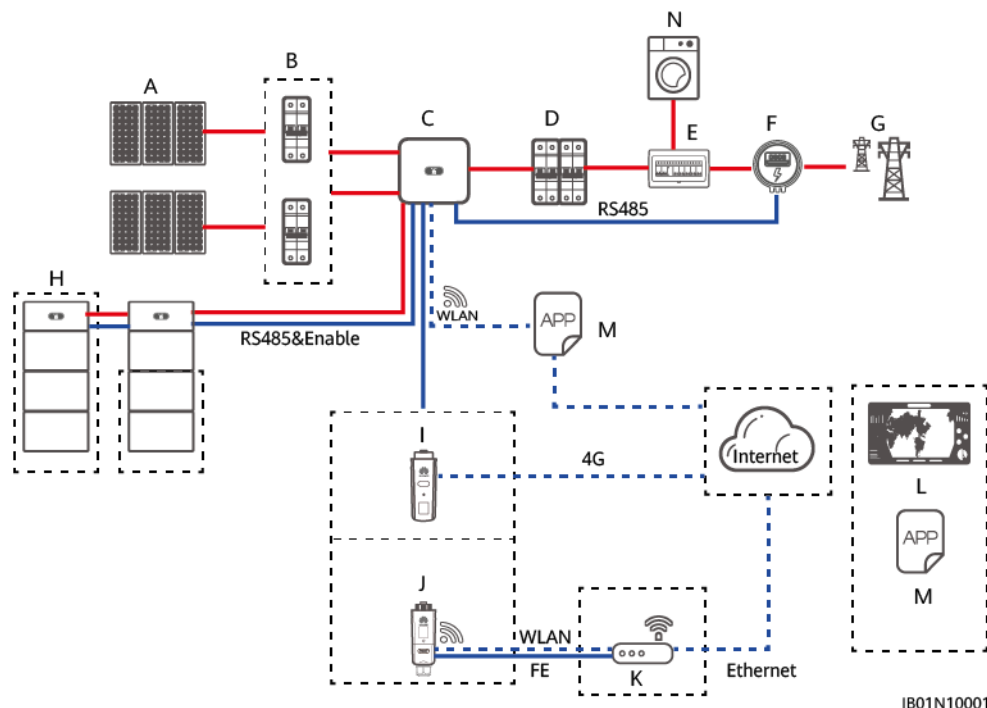 N
B
A
C
D
E
F
G
RS485
H
WLAN
APP
M
RS485&Enable
I
4G
Internet
L
APP
J
M
WLAN
FE
K
Ethernet
IB01N10001